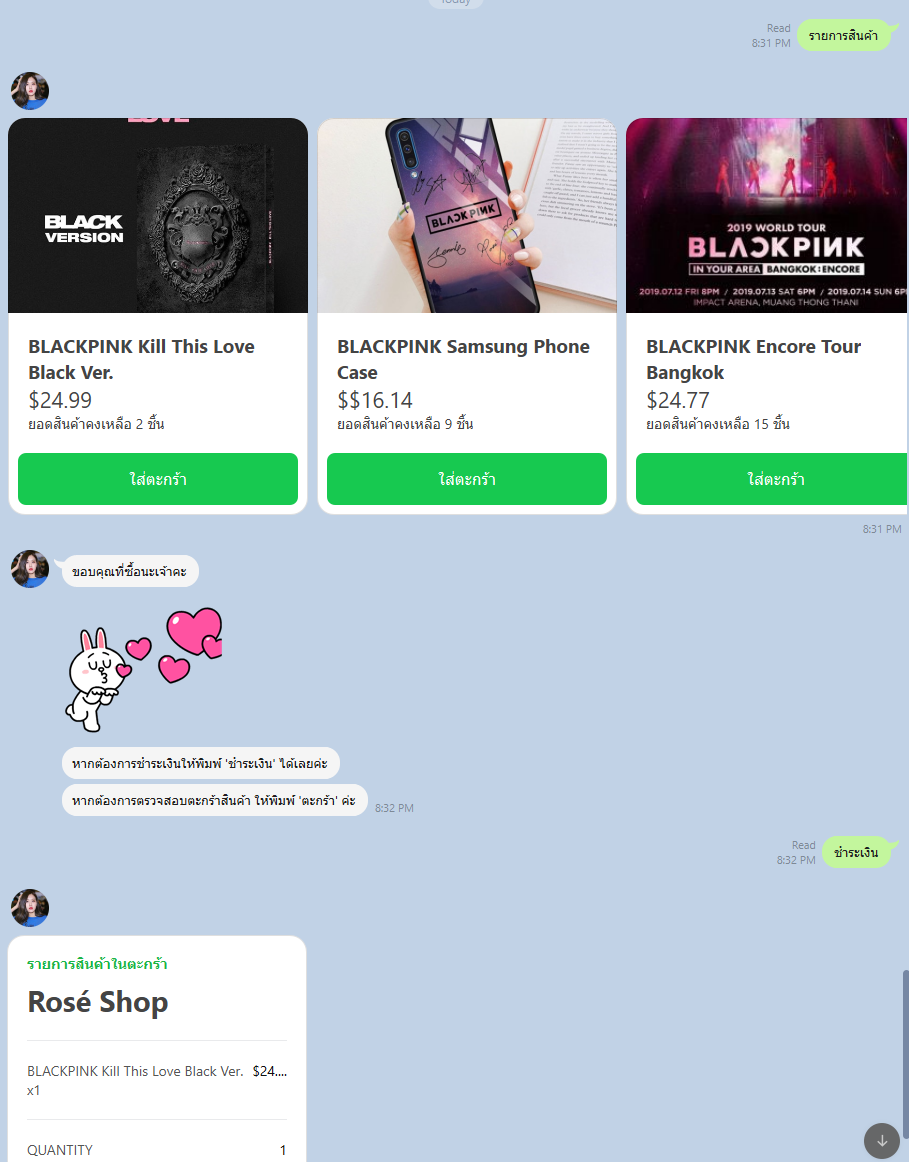 Today
Read
8:31 PM
รายการสินค้า
LOVE
BLACK
VERSION
BLACKPINK Kill This Love
Black Ver.
$24.99
ยอดสินค้าคงเหลือ 2 ชิ้น
ใส่ตะกร้า
BLACKPINK
BLACKPINK Samsung Phone
Case
$$16.14
ยอดสินค้าคงเหลือ 9 ชิ้น
ใส่ตะกร้า
2019 WORLD TOUR
BLACKPINK
IN YOUR AREA BANGKOK:ENCORE
2019.07.12 FRI 8PM / 2019.07.13 SAT 6PM / 2019.07.14 SUN 6P
IMPACT ARENA, MUANG THONG THANI
BLACKPINK Encore Tour
Bangkok
$24.77
ยอดสินค้าคงเหลือ 15 ชิ้น
ใส่ตะกร้า
8:31 PM
ขอบคุณที่ซื้อนะเจ้าคะ
หากต้องการชำระเงินให้พิมพ์ 'ชำระเงิน' ได้เลยค่ะ
หากต้องการตรวจสอบตะกร้าสินค้า ให้พิมพ์ 'ตะกร้า' ค่ะ
8:32 PM
Read
8:32 PM
ชำระเงิน
รายการสินค้าในตะกร้า
Rosé Shop
BLACKPINK Kill This Love Black Ver. $24....
x1
QUANTITY 1